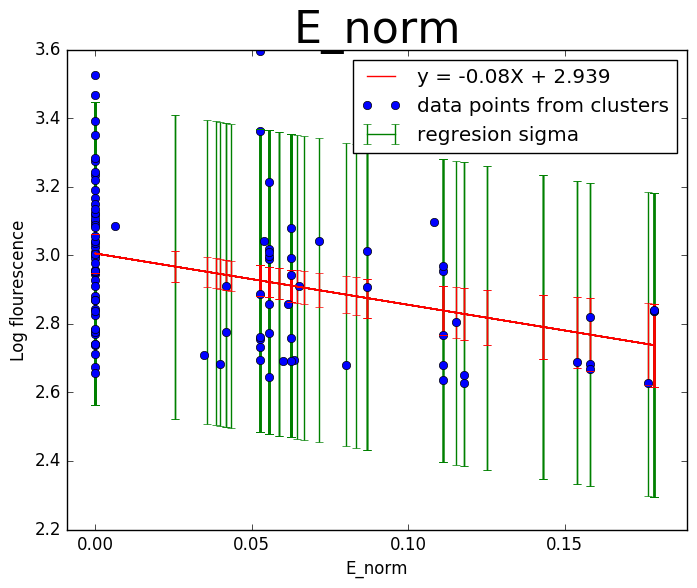 E_norm
y = -0.08X + 2.939
data points from clusters
regresion sigma
Log flourescence
3.6
3.4
3.2
3.0
2.8
2.6
2.4
2.2
0.00 0.05 0.10 0.15
E_norm